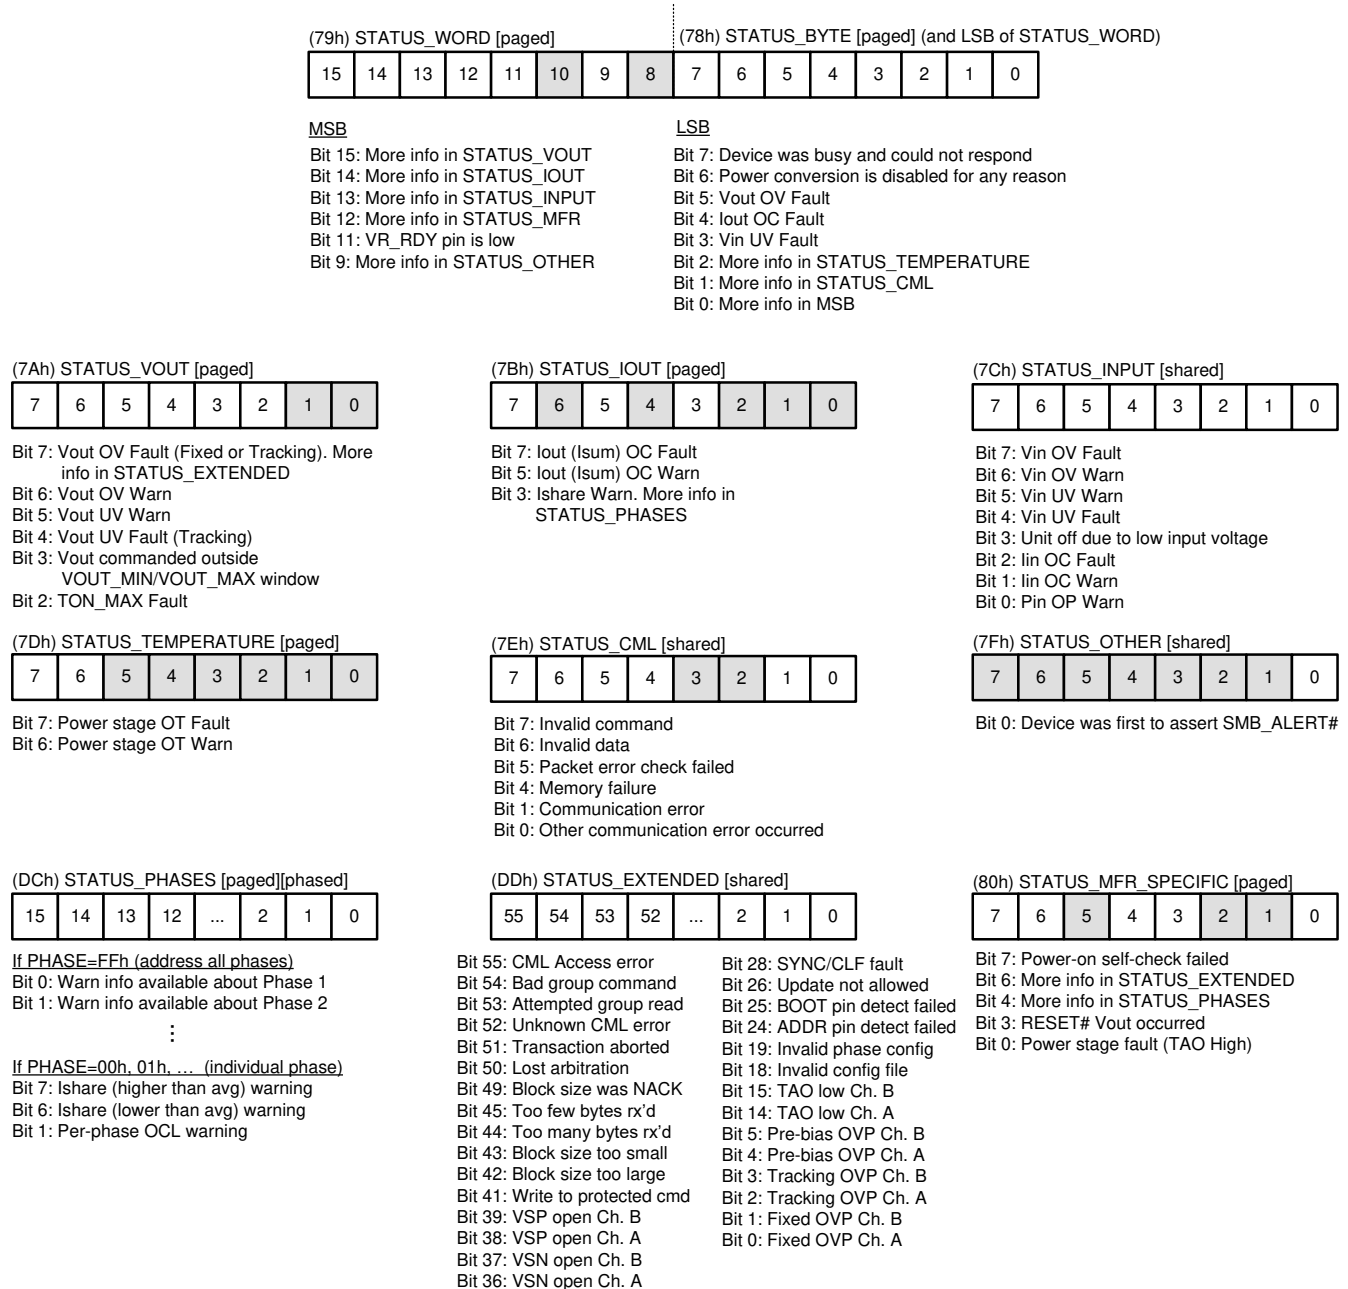 (79h) STATUS_WORD [paged]
(78h) STATUS_BYTE [paged] (and LSB of STATUS_WORD)
15 14 13 12 11 10 9 8 7 6 5 4 3 2 1 0
MSB
Bit 15: More info in STATUS_VOUT
Bit 14: More info in STATUS_IOUT
Bit 13: More info in STATUS_INPUT
Bit 12: More info in STATUS_MFR
Bit 11: VR_RDY pin is low
Bit 9: More info in STATUS_OTHER
LSB
Bit 7: Device was busy and could not respond
Bit 6: Power conversion is disabled for any reason
Bit 5: Vout OV Fault
Bit 4: Iout OC Fault
Bit 3: Vin UV Fault
Bit 2: More info in STATUS_TEMPERATURE
Bit 1: More info in STATUS_CML
Bit 0: More info in MSB
(7Ah) STATUS_VOUT [paged]
7 6 5 4 3 2 1 0
Bit 7: Vout OV Fault (Fixed or Tracking). More
info in STATUS_EXTENDED
Bit 6: Vout OV Warn
Bit 5: Vout UV Warn
Bit 4: Vout UV Fault (Tracking)
Bit 3: Vout commanded outside
VOUT_MIN/VOUT_MAX window
Bit 2: TON_MAX Fault
(7Bh) STATUS_IOUT [paged]
7 6 5 4 3 2 1 0
Bit 7: Iout (Isum) OC Fault
Bit 5: Iout (Isum) OC Warn
Bit 3: Ishare Warn. More info in
STATUS_PHASES
(7Ch) STATUS_INPUT [shared]
7 6 5 4 3 2 1 0
Bit 7: Vin OV Fault
Bit 6: Vin OV Warn
Bit 5: Vin UV Warn
Bit 4: Vin UV Fault
Bit 3: Unit off due to low input voltage
Bit 2: Iin OC Fault
Bit 1: Iin OC Warn
Bit 0: Pin OP Warn
(7Dh) STATUS_TEMPERATURE [paged]
7 6 5 4 3 2 1 0
Bit 7: Power stage OT Fault
Bit 6: Power stage OT Warn
(7Eh) STATUS_CML [shared]
7 6 5 4 3 2 1 0
Bit 7: Invalid command
Bit 6: Invalid data
Bit 5: Packet error check failed
Bit 4: Memory failure
Bit 1: Communication error
Bit 0: Other communication error occurred
(7Fh) STATUS_OTHER [shared]
7 6 5 4 3 2 1 0
Bit 0: Device was first to assert SMB_ALERT#
(DCh) STATUS_PHASES [paged][phased]
15 14 13 12 ... 2 1 0
If PHASE=FFh (address all phases)
Bit 0: Warn info available about Phase 1
Bit 1: Warn info available about Phase 2
⋮
If PHASE=00h, 01h, … (individual phase)
Bit 7: Ishare (higher than avg) warning
Bit 6: Ishare (lower than avg) warning
Bit 1: Per-phase OCL warning
(DDh) STATUS_EXTENDED [shared]
55 54 53 52 ... 2 1 0
Bit 55: CML Access error
Bit 54: Bad group command
Bit 53: Attempted group read
Bit 52: Unknown CML error
Bit 51: Transaction aborted
Bit 50: Lost arbitration
Bit 49: Block size was NACK
Bit 45: Too few bytes rx'd
Bit 44: Too many bytes rx'd
Bit 43: Block size too small
Bit 42: Block size too large
Bit 41: Write to protected cmd
Bit 39: VSP open Ch. B
Bit 38: VSP open Ch. A
Bit 37: VSN open Ch. B
Bit 36: VSN open Ch. A
Bit 28: SYNC/CLF fault
Bit 26: Update not allowed
Bit 25: BOOT pin detect failed
Bit 24: ADDR pin detect failed
Bit 19: Invalid phase config
Bit 18: Invalid config file
Bit 15: TAO low Ch. B
Bit 14: TAO low Ch. A
Bit 5: Pre-bias OVP Ch. B
Bit 4: Pre-bias OVP Ch. A
Bit 3: Tracking OVP Ch. B
Bit 2: Tracking OVP Ch. A
Bit 1: Fixed OVP Ch. B
Bit 0: Fixed OVP Ch. A
(80h) STATUS_MFR_SPECIFIC [paged]
7 6 5 4 3 2 1 0
Bit 7: Power-on self-check failed
Bit 6: More info in STATUS_EXTENDED
Bit 4: More info in STATUS_PHASES
Bit 3: RESET# Vout occurred
Bit 0: Power stage fault (TAO High)